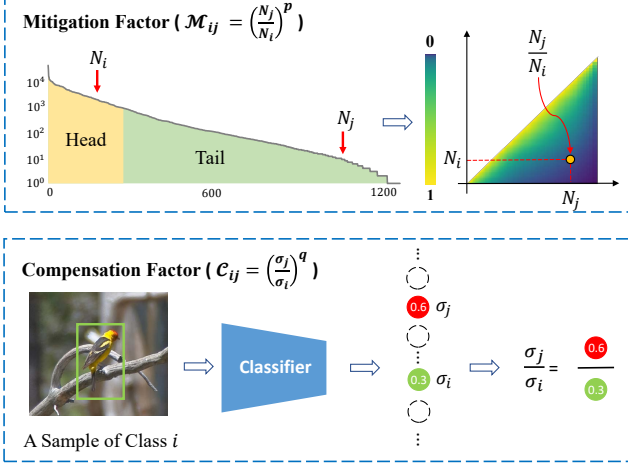 Mitigation Factor ( 𝓜ᵢⱼ = (Nⱼ/Nᵢ)ᵖ )
Nᵢ
Nⱼ
10⁴
10³
10²
10¹
10⁰
Head
Tail
0
600
1200
0
1
Nⱼ/Nᵢ
Nᵢ
Nⱼ
Compensation Factor ( 𝓒ᵢⱼ = (σⱼ/σᵢ)^q )
Classifier
⋮
0.6 σⱼ
⋮
0.3 σᵢ
⋮
σⱼ/σᵢ = 0.6/0.3
A Sample of Class i